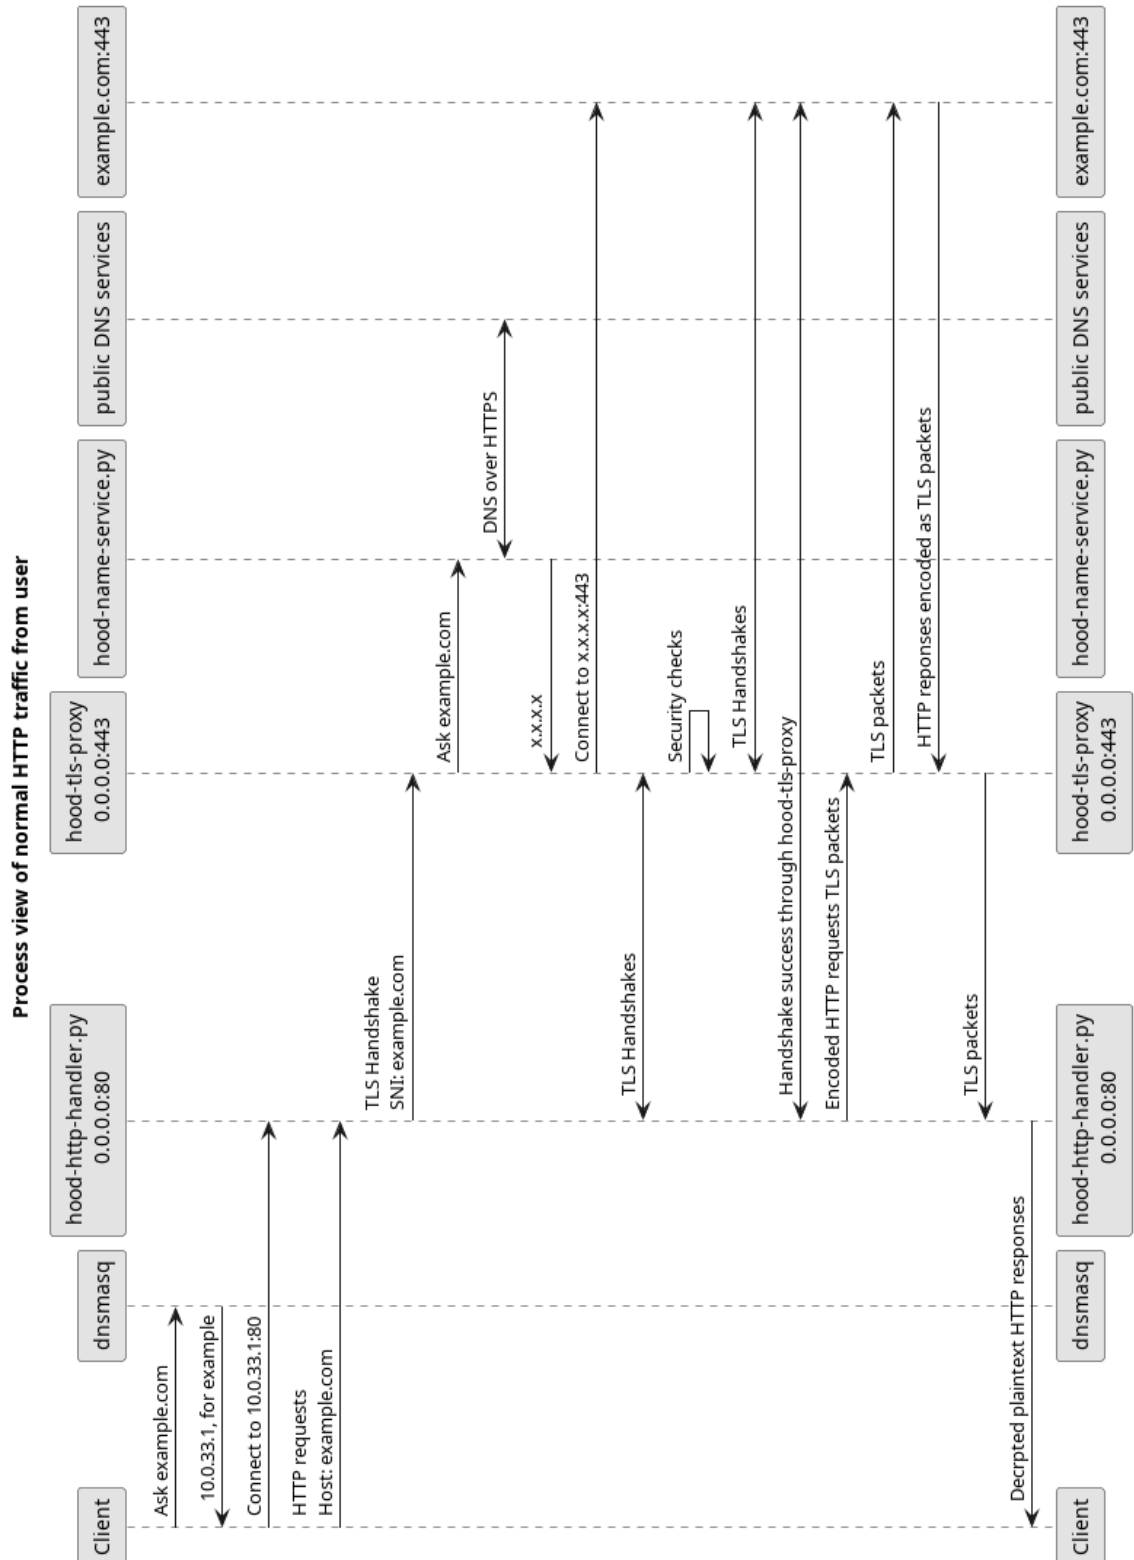 Process view of normal HTTP traffic from user
Client
dnsmasq
hood-http-handler.py
0.0.0.0:80
hood-tls-proxy
0.0.0.0:443
hood-name-service.py
public DNS services
example.com:443
Ask example.com
10.0.33.1, for example
Connect to 10.0.33.1:80
HTTP requests
Host: example.com
TLS Handshake
SNI: example.com
Ask example.com
DNS over HTTPS
x.x.x.x
Connect to x.x.x.x:443
TLS Handshakes
Security checks
TLS Handshakes
Handshake success through hood-tls-proxy
Encoded HTTP requests TLS packets
TLS packets
HTTP reponses encoded as TLS packets
TLS packets
Decrpted plaintext HTTP responses
Client
dnsmasq
hood-http-handler.py
0.0.0.0:80
hood-tls-proxy
0.0.0.0:443
hood-name-service.py
public DNS services
example.com:443